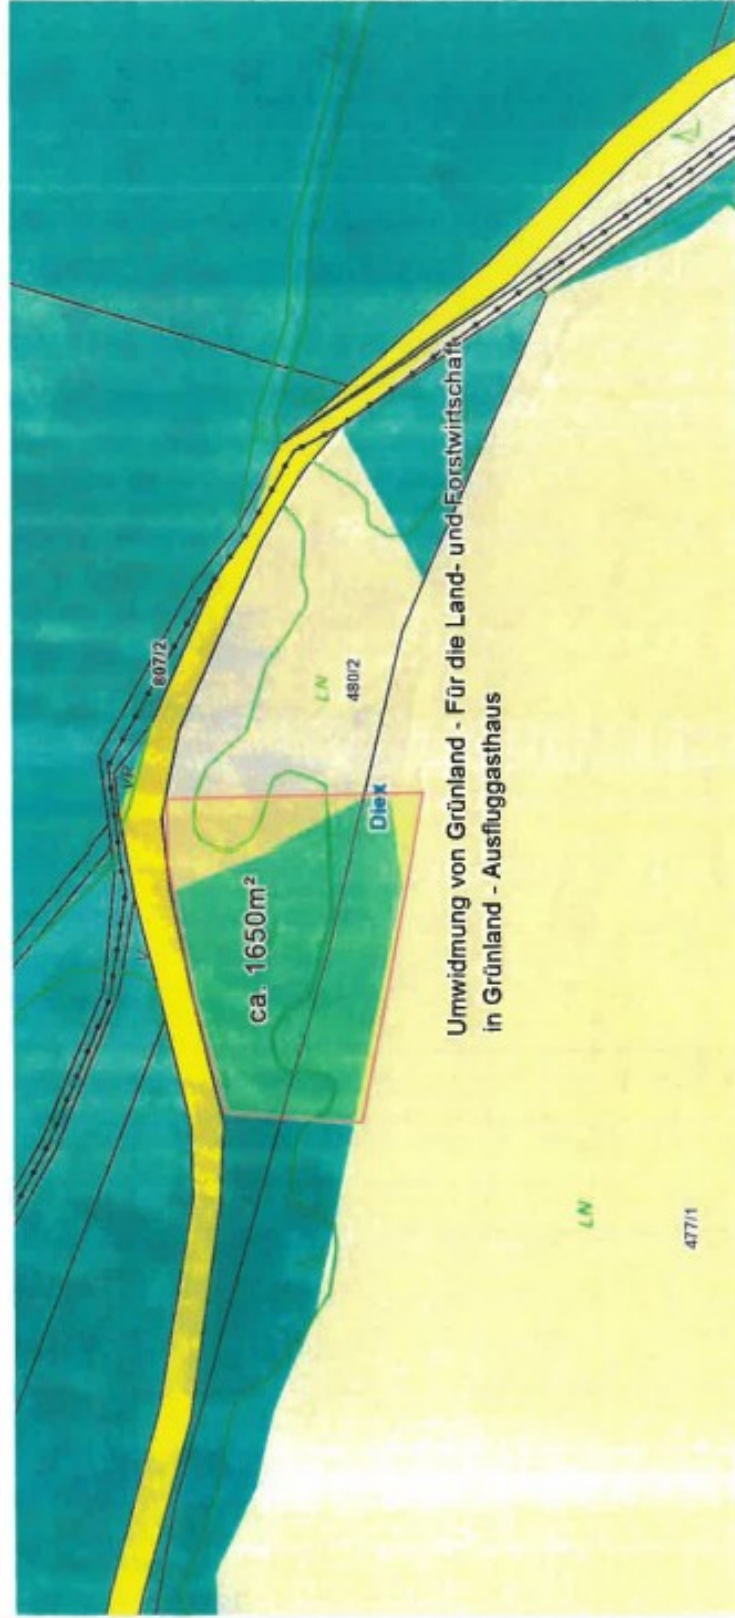 807/2
LN
480/2
Diex
ca. 1650m²
Umwidmung von Grünland - Für die Land- und Forstwirtschaft
in Grünland - Ausfluggasthaus
LN
477/1